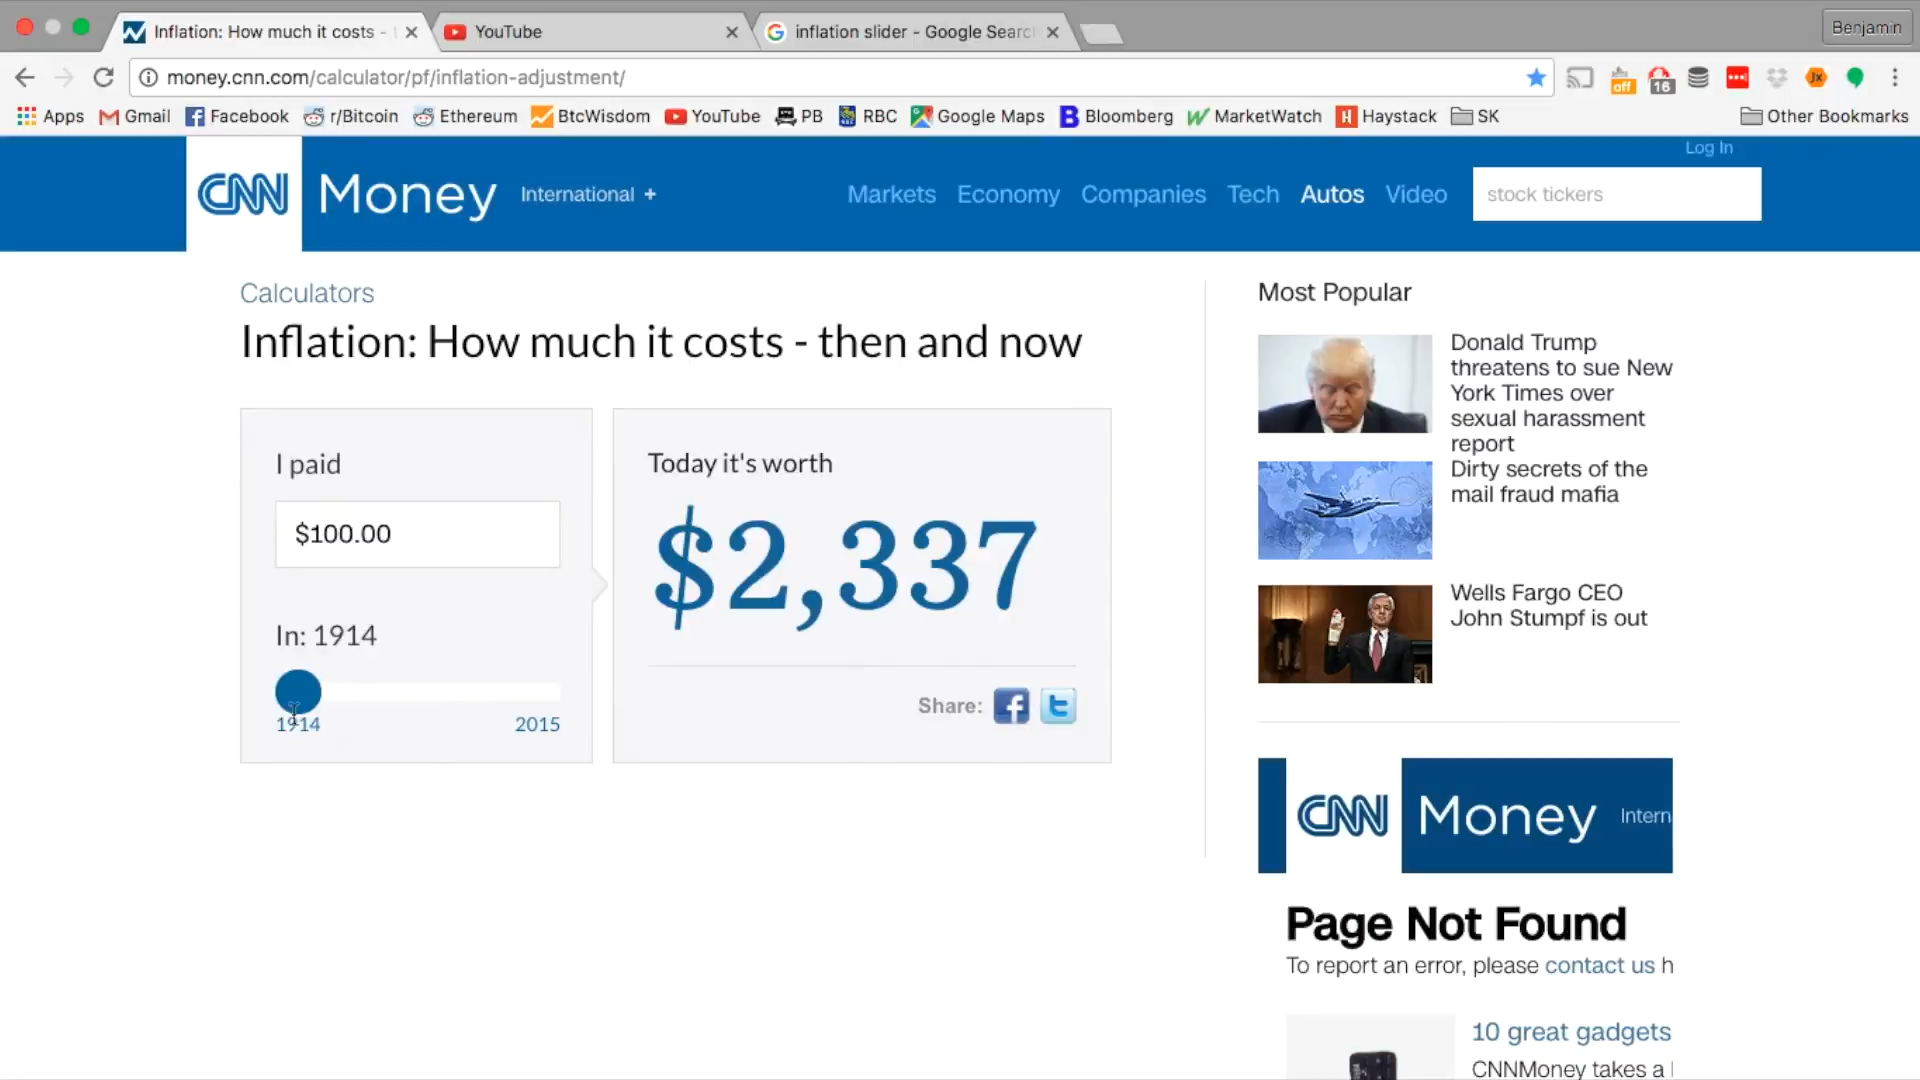 Inflation: How much it costs - t
YouTube
inflation slider - Google Searc
Benjamin
money.cnn.com/calculator/pf/inflation-adjustment/
off
16
Jx
Apps
Gmail
Facebook
r/Bitcoin
Ethereum
BtcWisdom
YouTube
PB
RBC
Google Maps
Bloomberg
MarketWatch
Haystack
SK
Other Bookmarks
Log In
CNN Money
International +
Markets
Economy
Companies
Tech
Autos
Video
stock tickers
Calculators
Inflation: How much it costs - then and now
I paid
$100.00
In: 1914
1914
2015
Today it's worth
$2,337
Share:
Most Popular
Donald Trump
threatens to sue New
York Times over
sexual harassment
report
Dirty secrets of the
mail fraud mafia
Wells Fargo CEO
John Stumpf is out
CNN Money
Intern
Page Not Found
To report an error, please contact us h
10 great gadgets
CNNMoney takes a l